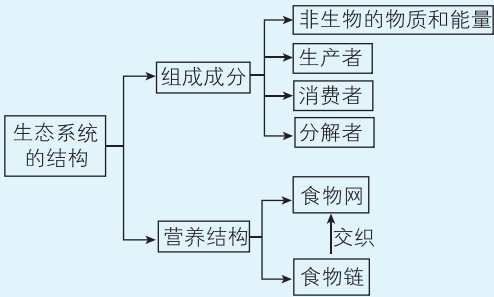 非生物的物质和能量
生产者
组成成分
消费者
生态系统
的结构
分解者
食物网
营养结构
交织
食物链